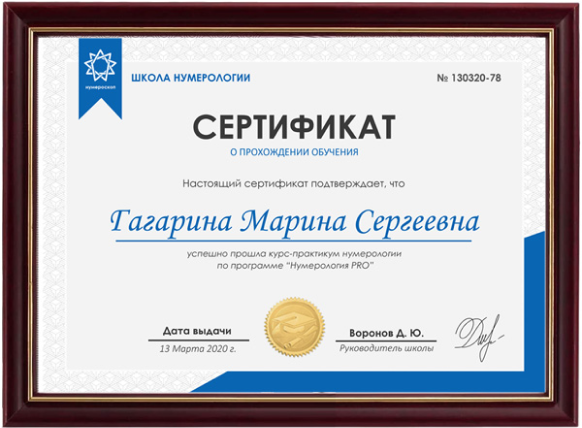 ШКОЛА НУМЕРОЛОГИИ
№ 130320-78
нумероскоп
СЕРТИФИКАТ
О ПРОХОЖДЕНИИ ОБУЧЕНИЯ
Настоящий сертификат подтверждает, что
Гагарина Марина Сергеевна
успешно прошла курс-практикум нумерологии
по программе “Нумерология PRO”
Дата выдачи
13 Марта 2020 г.
Воронов Д. Ю.
Руководитель школы